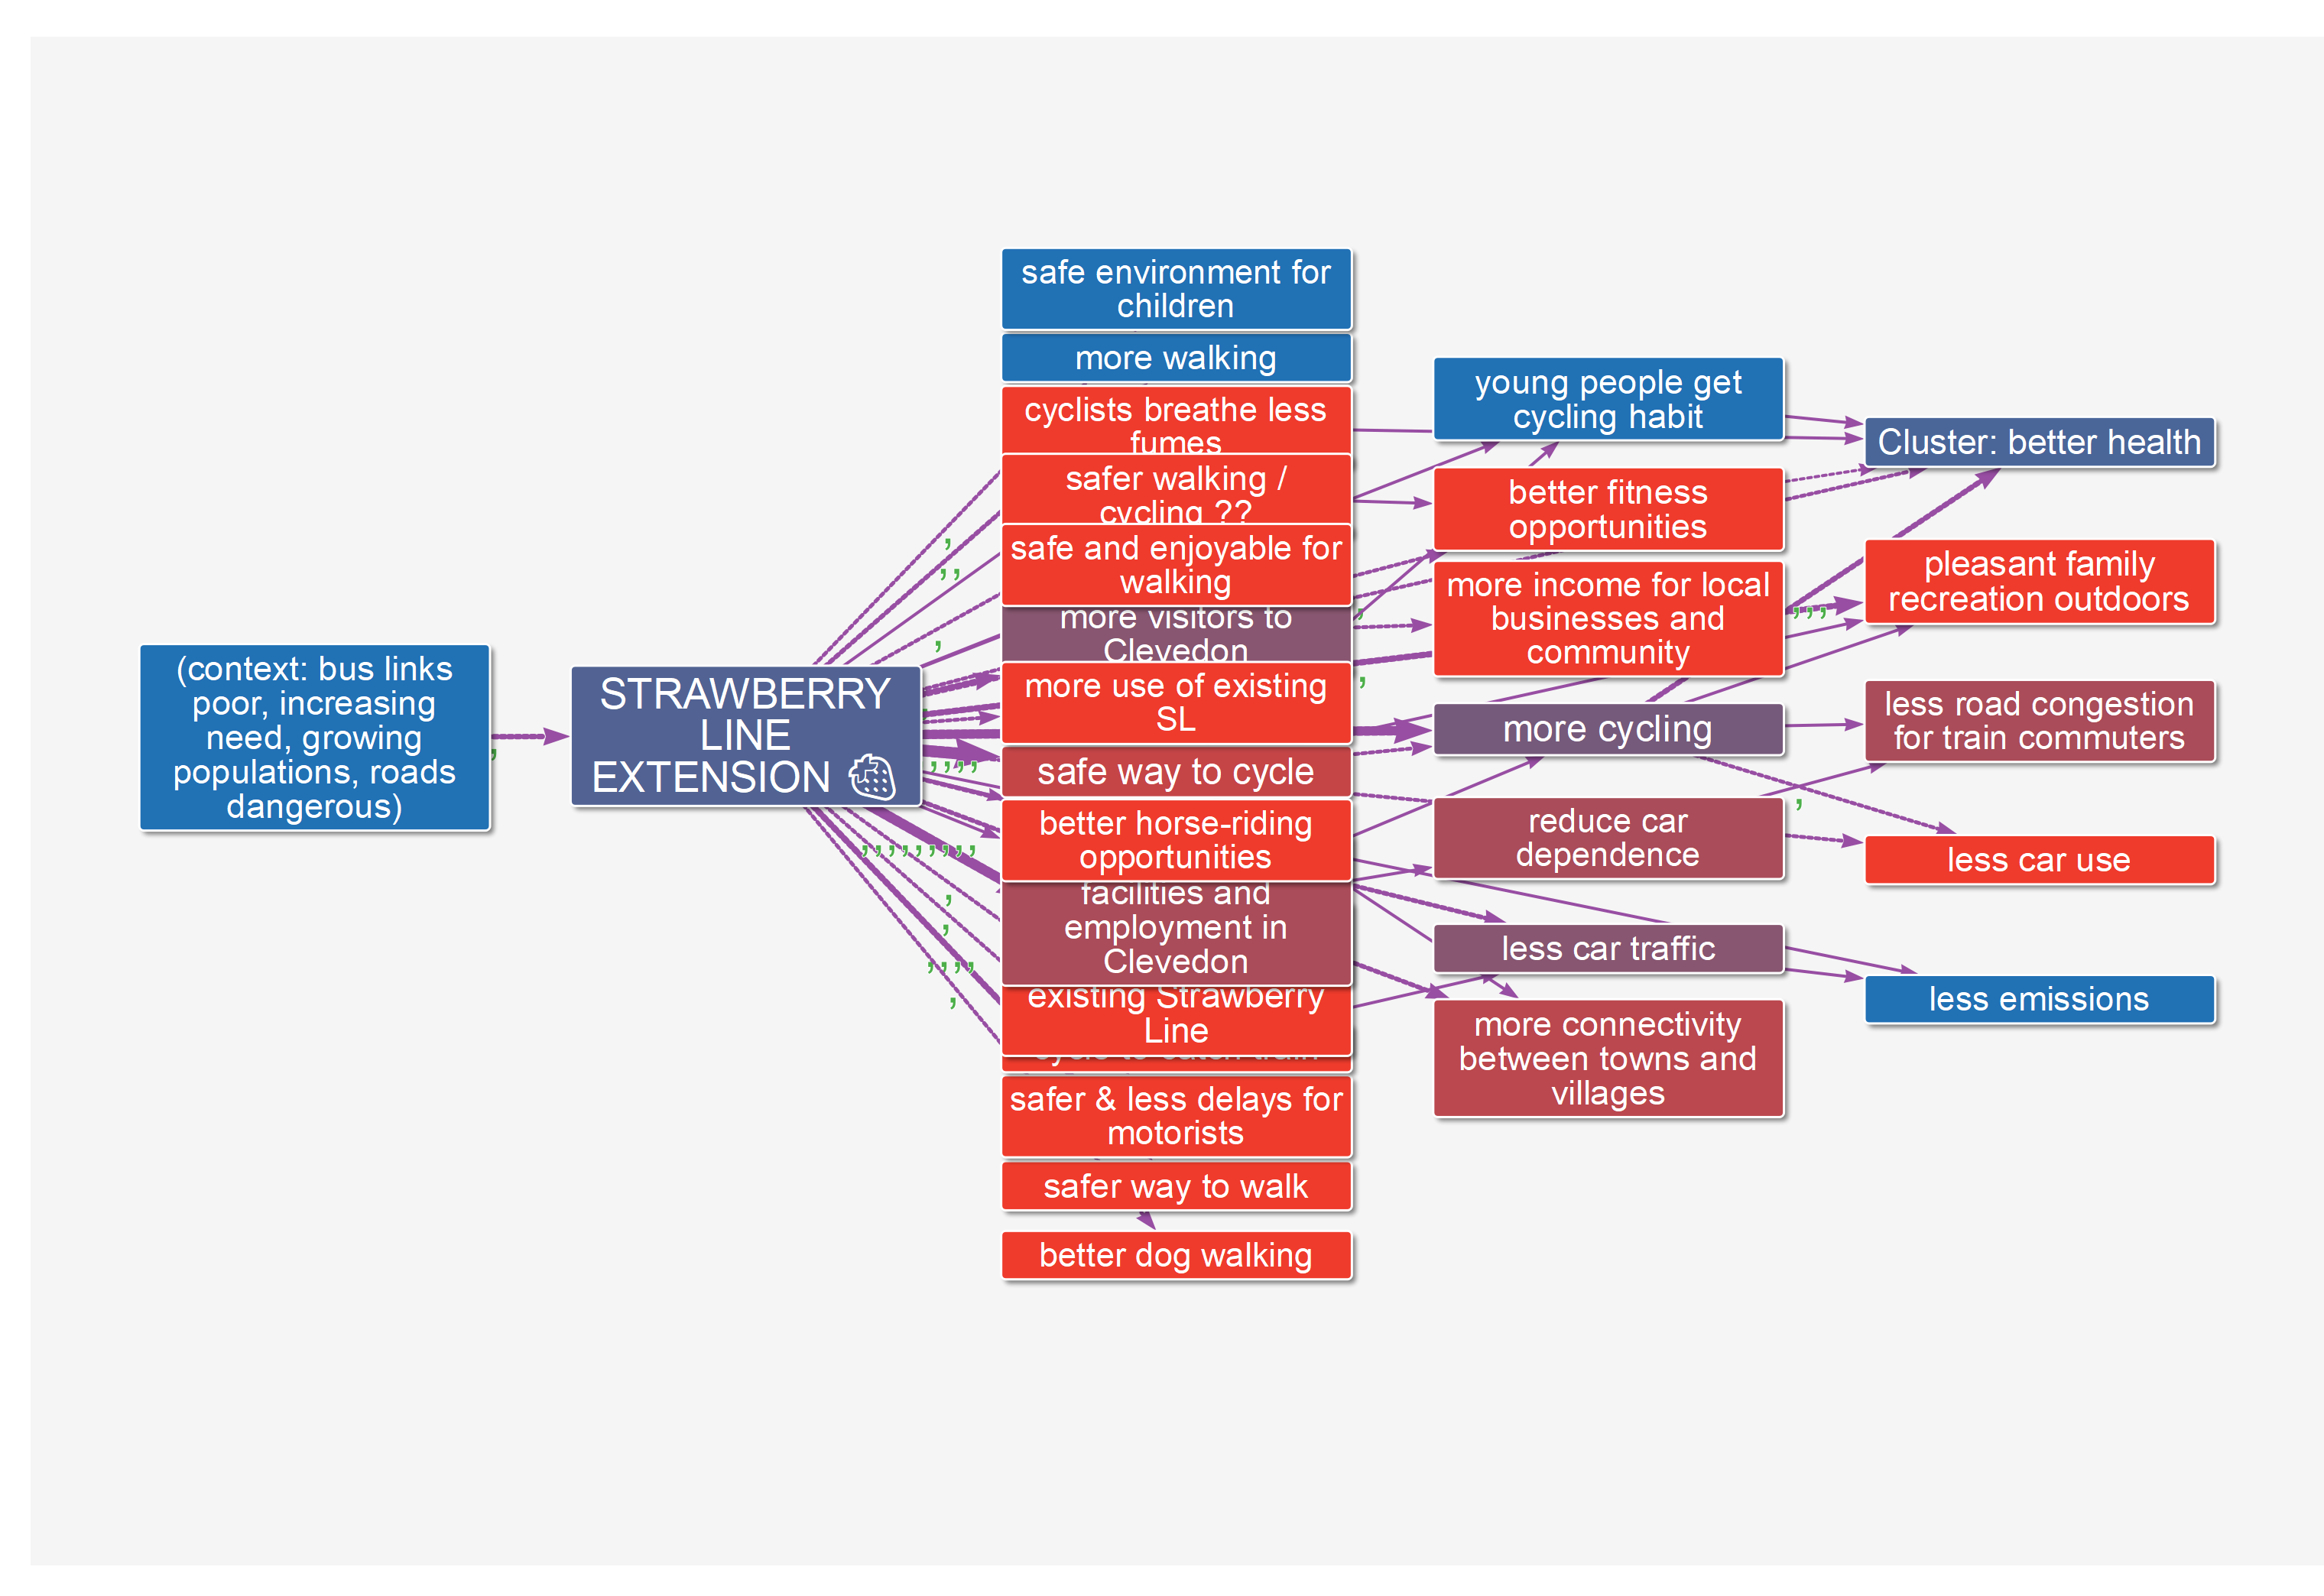 (context: bus links
poor, increasing
need, growing
populations, roads
dangerous)
STRAWBERRY
LINE
EXTENSION
safe environment for
children
more walking
cyclists breathe less
fumes
safer walking /
cycling ??
safe and enjoyable for
walking
more visitors to
Clevedon
more use of existing
SL
safe way to cycle
better horse-riding
opportunities
facilities and
employment in
Clevedon
existing Strawberry
Line
safer & less delays for
motorists
safer way to walk
better dog walking
young people get
cycling habit
better fitness
opportunities
more income for local
businesses and
community
more cycling
reduce car
dependence
less car traffic
more connectivity
between towns and
villages
Cluster: better health
pleasant family
recreation outdoors
less road congestion
for train commuters
less car use
less emissions